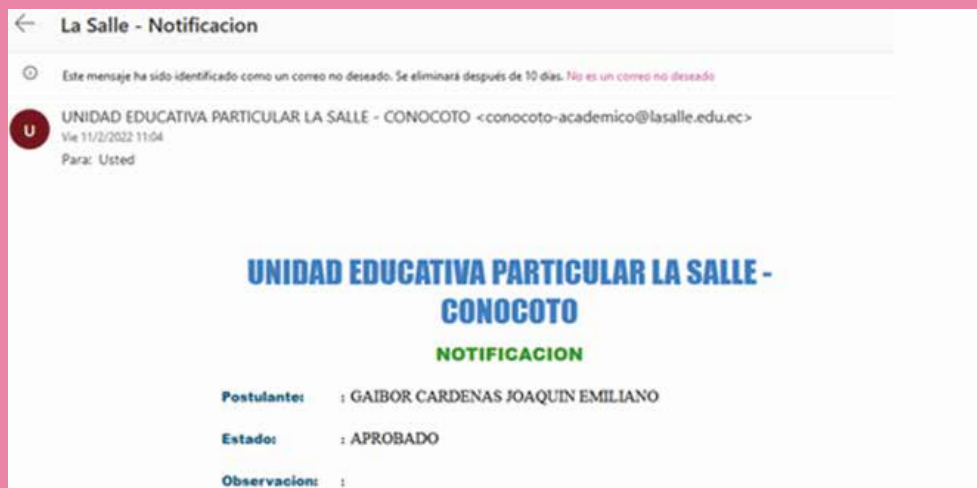 La Salle - Notificacion
Este mensaje ha sido identificado como un correo no deseado. Se eliminará después de 10 días. No es un correo no deseado
U
UNIDAD EDUCATIVA PARTICULAR LA SALLE - CONOCOTO <conocoto-academico@lasalle.edu.ec>
Vie 11/2/2022 11:04
Para: Usted
UNIDAD EDUCATIVA PARTICULAR LA SALLE -
CONOCOTO
NOTIFICACION
Postulante: : GAIBOR CARDENAS JOAQUIN EMILIANO
Estado: : APROBADO
Observacion: :